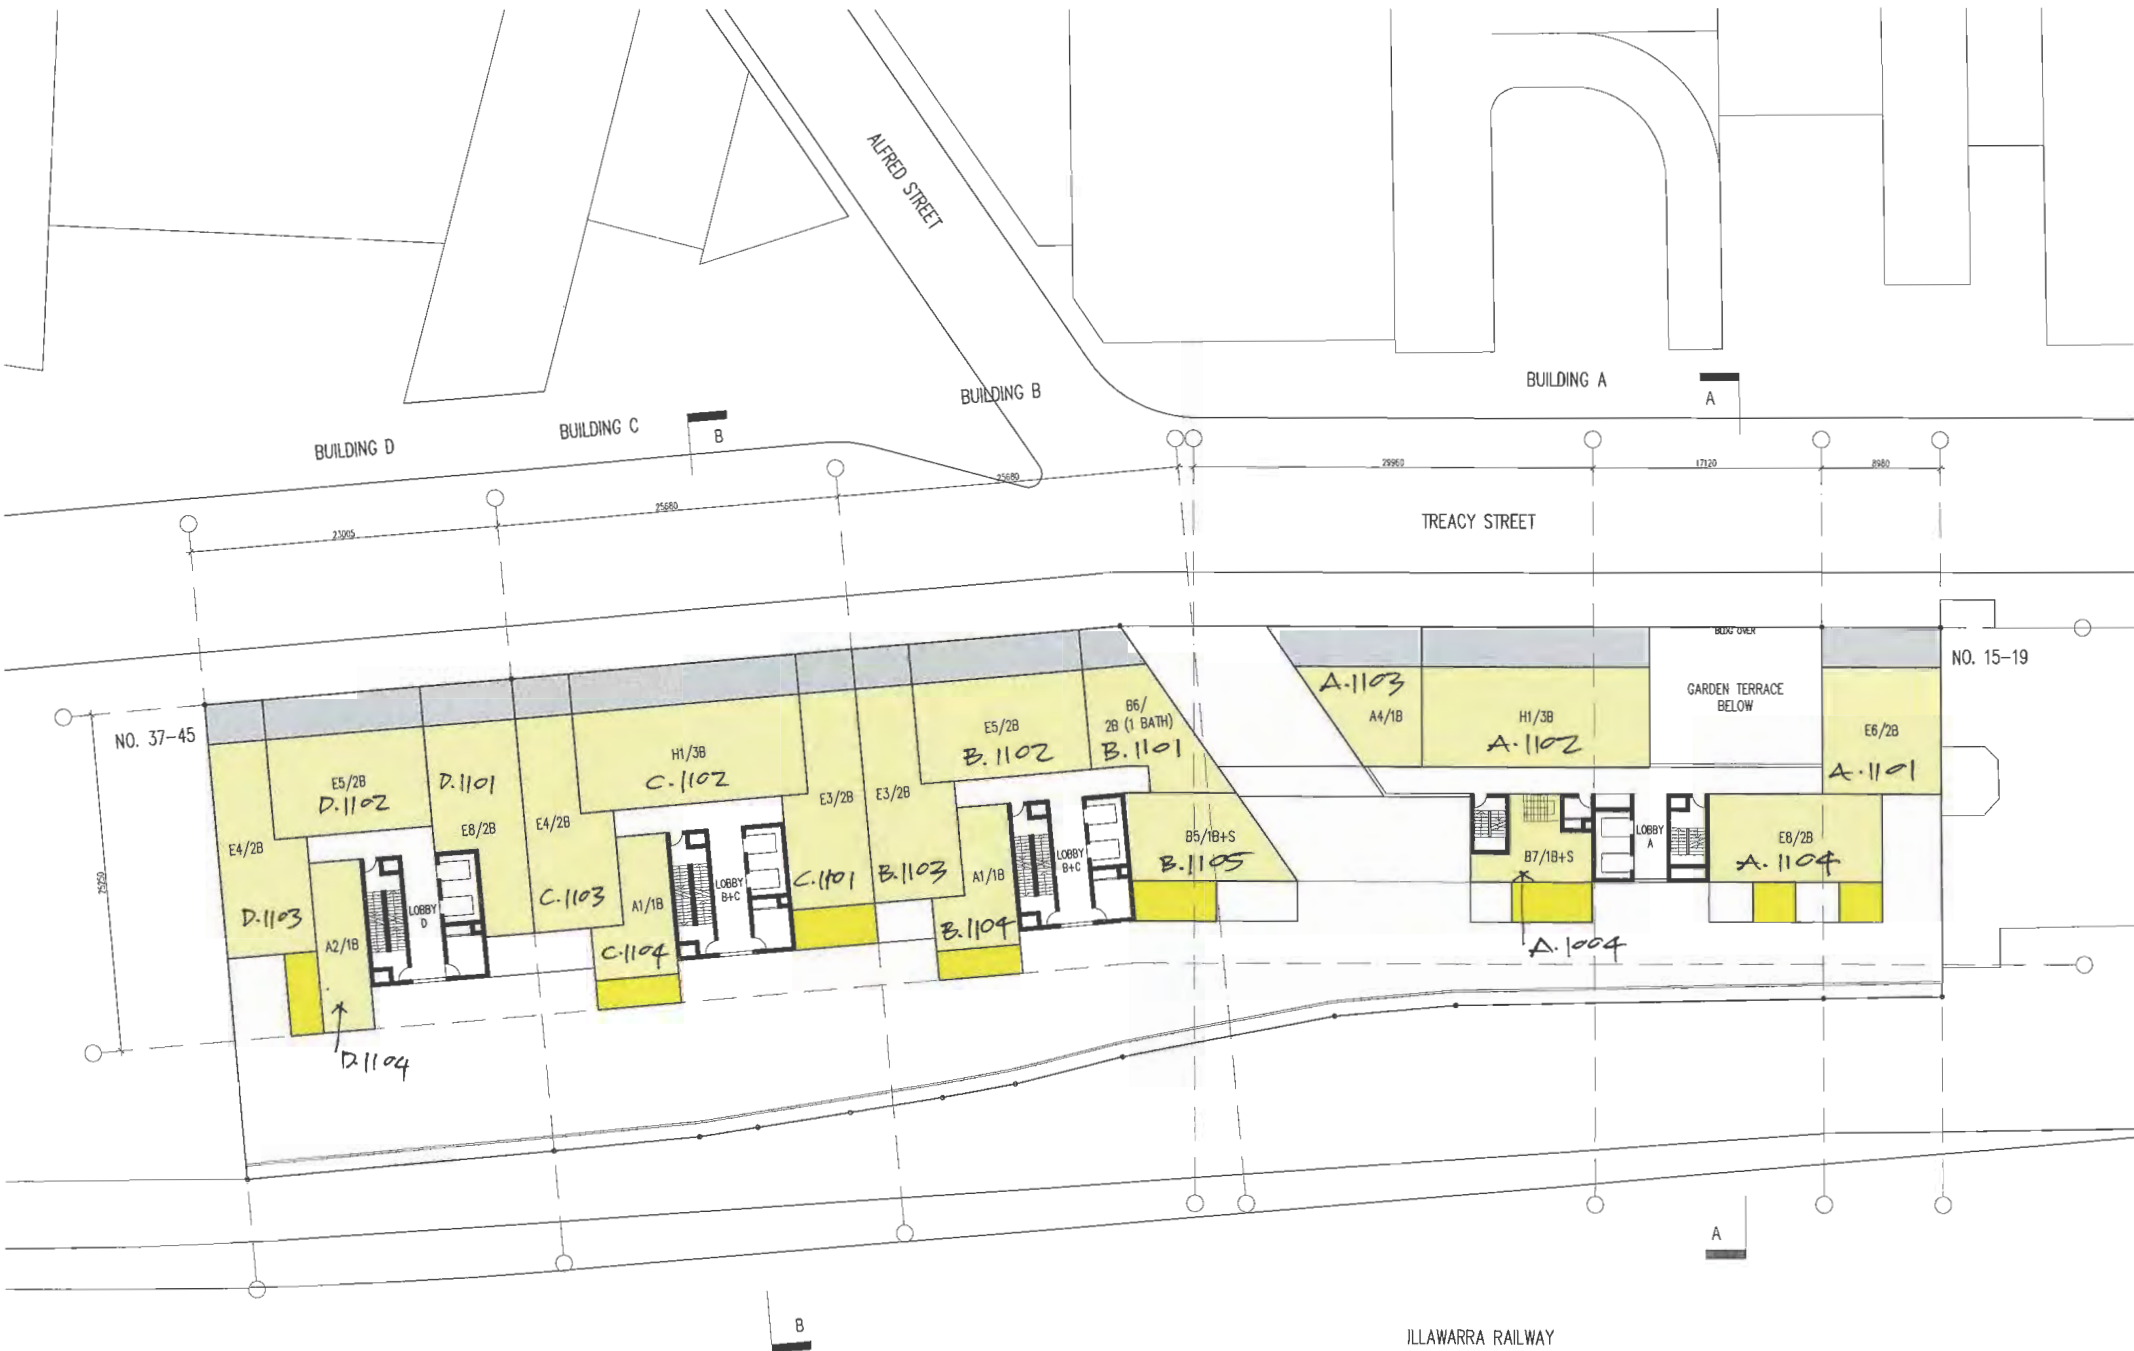 ALFRED STREET
BUILDING A
A
BUILDING B
BUILDING C
B
BUILDING D
29960
17120
8980
25680
25680
TREACY STREET
BLDG OVER
NO. 15-19
NO. 37-45
GARDEN TERRACE
BELOW
A.1103
A4/1B
H1/3B
A.1102
E6/2B
A.1101
B6/
2B (1 BATH)
B.1101
E5/2B
B.1102
H1/3B
C.1102
E5/2B
D.1102
D.1101
E8/2B
E4/2B
C.1103
E3/2B
C.1101
E3/2B
B.1103
E4/2B
D.1103
A2/1B
D.1104
LOBBY
D
A1/1B
C.1104
LOBBY
B+C
A1/1B
B.1104
LOBBY
B+C
B5/1B+S
B.1105
B7/1B+S
A.1004
LOBBY
A
E8/2B
A.1104
25250
A
B
ILLAWARRA RAILWAY